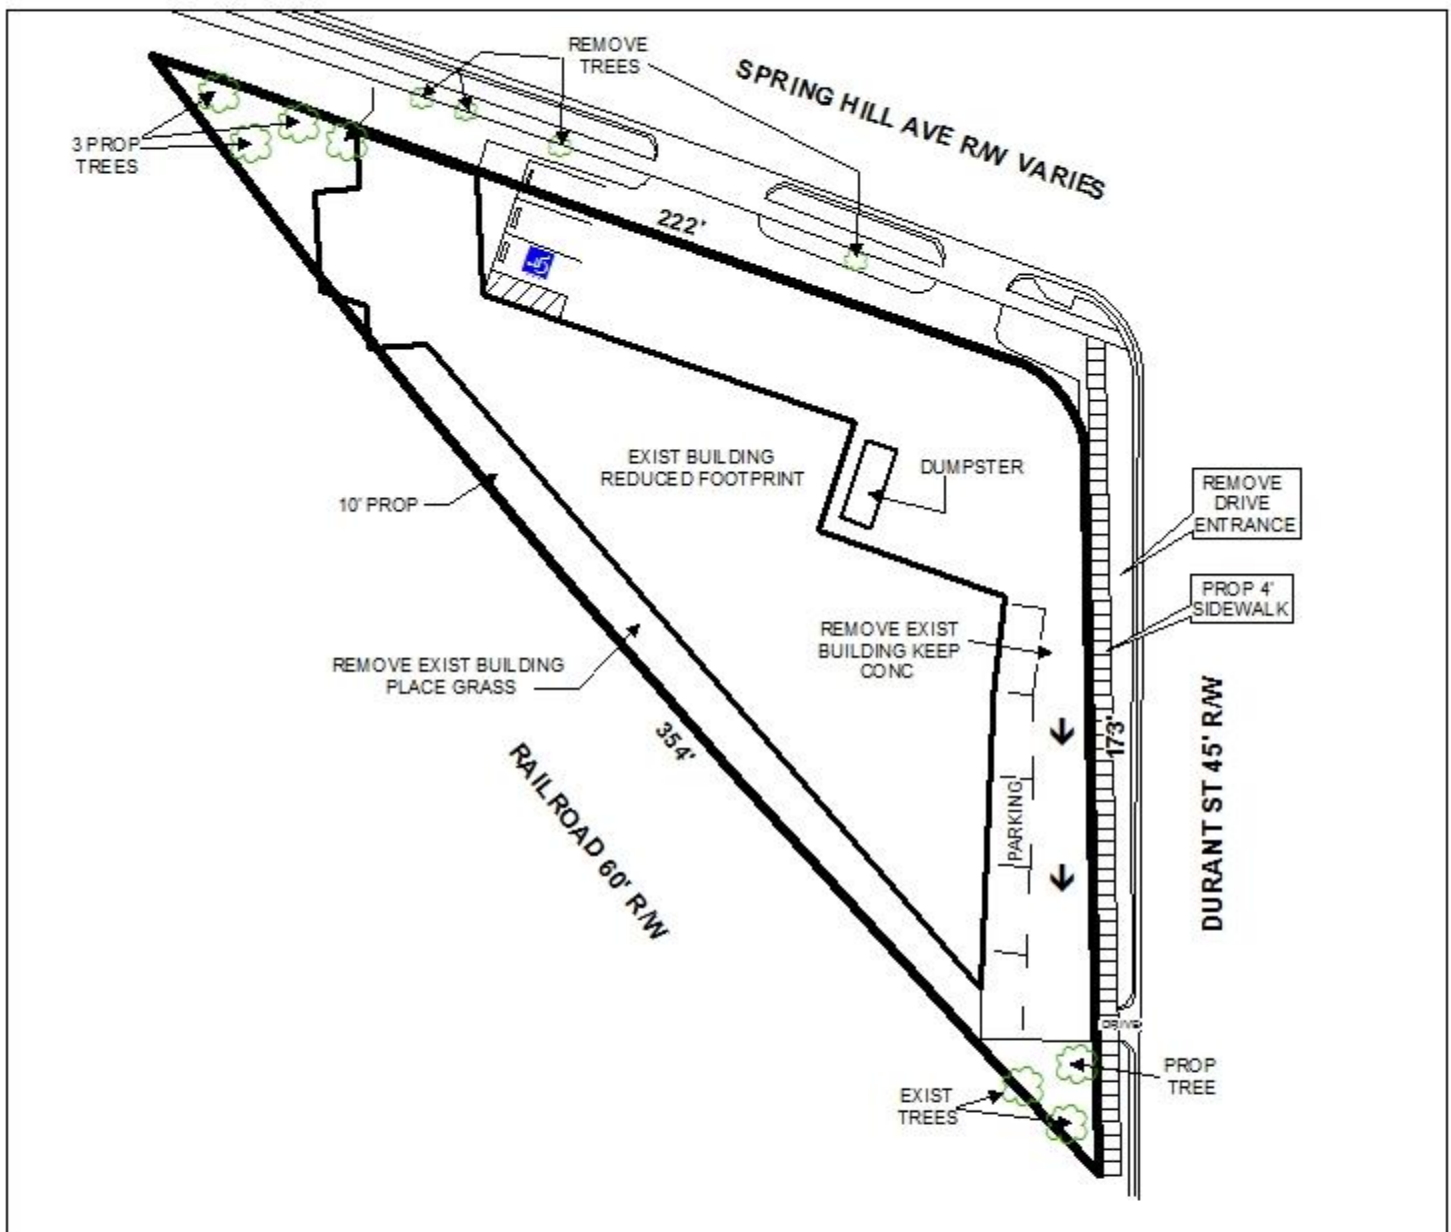 REMOVE
TREES
SPRING HILL AVE R/W VARIES
3 PROP
TREES
222'
EXIST BUILDING
REDUCED FOOTPRINT
DUMPSTER
REMOVE
DRIVE
ENTRANCE
10' PROP
PROP 4'
SIDEWALK
REMOVE EXIST
BUILDING KEEP
CONC
REMOVE EXIST BUILDING
PLACE GRASS
354'
173'
RAILROAD 60' R/W
PARKING
DURANT ST 45' R/W
DRIVE
PROP
TREE
EXIST
TREES